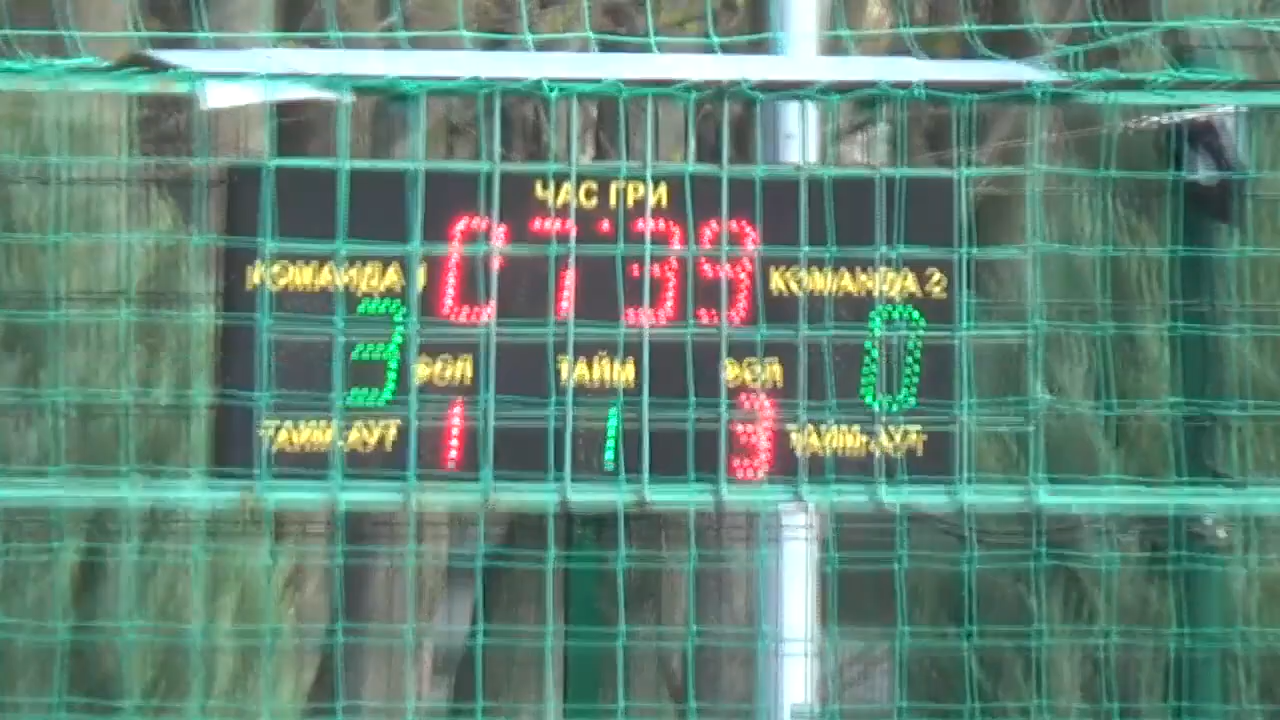 ЧАС ГРИ
07:39
КОМАНДА 1 КОМАНДА 2
3 0
ФОЛ ТАЙМ ФОЛ
1 1 3
ТАЙМ-АУТ ТАЙМ-АУТ